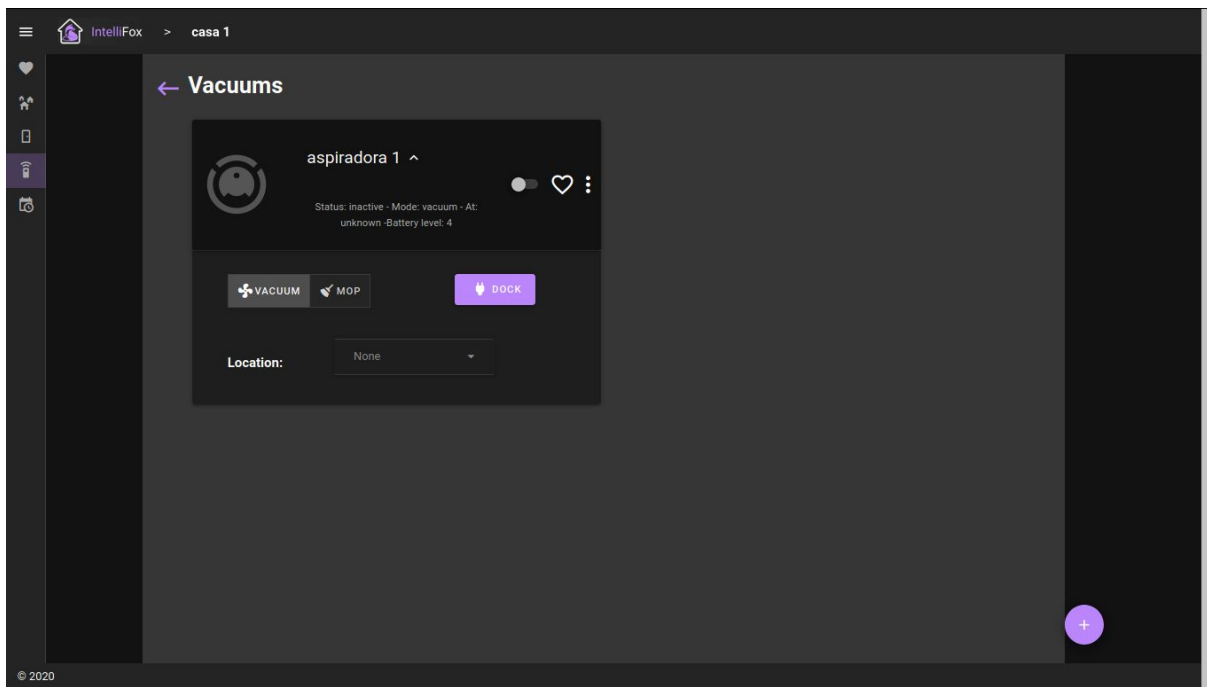 IntelliFox > casa 1
Vacuums
aspiradora 1
Status: inactive - Mode: vacuum - At:
unknown -Battery level: 4
VACUUM MOP DOCK
Location: None
+
© 2020